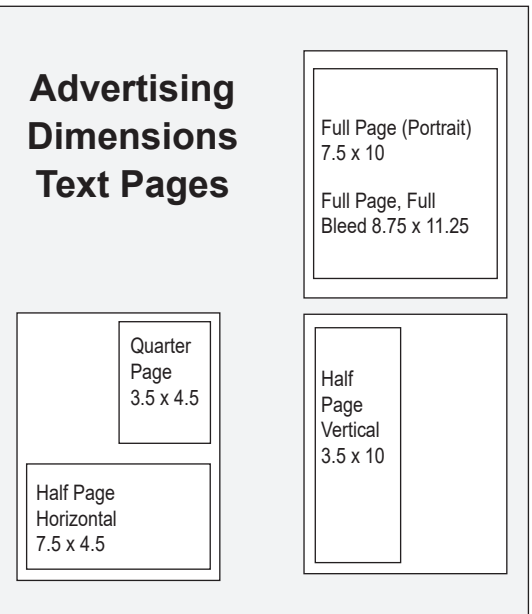 Advertising
Dimensions
Text Pages
Full Page (Portrait)
7.5 x 10
Full Page, Full
Bleed 8.75 x 11.25
Quarter
Page
3.5 x 4.5
Half Page
Horizontal
7.5 x 4.5
Half
Page
Vertical
3.5 x 10